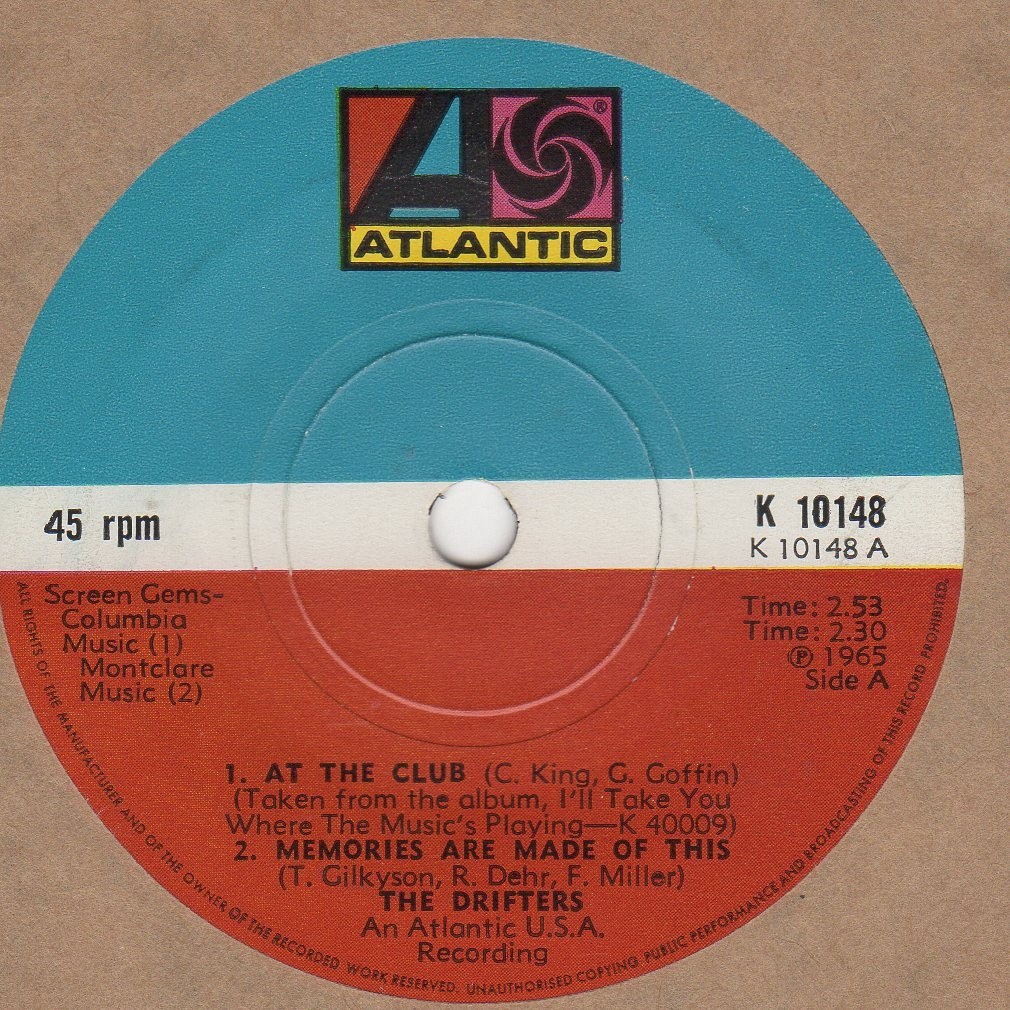 ®
ATLANTIC
45 rpm
K 10148
K 10148 A
Screen Gems-
Columbia
Music (1)
Montclare
Music (2)
Time: 2.53
Time: 2.30
℗ 1965
Side A
1. AT THE CLUB (C. King, G. Goffin)
(Taken from the album, I'll Take You
Where The Music's Playing—K 40009)
2. MEMORIES ARE MADE OF THIS
(T. Gilkyson, R. Dehr, F. Miller)
THE DRIFTERS
An Atlantic U.S.A.
Recording
ALL RIGHTS OF THE MANUFACTURER AND OF THE OWNER OF THE RECORDED WORK RESERVED. UNAUTHORISED COPYING PUBLIC PERFORMANCE AND BROADCASTING OF THIS RECORD PROHIBITED.